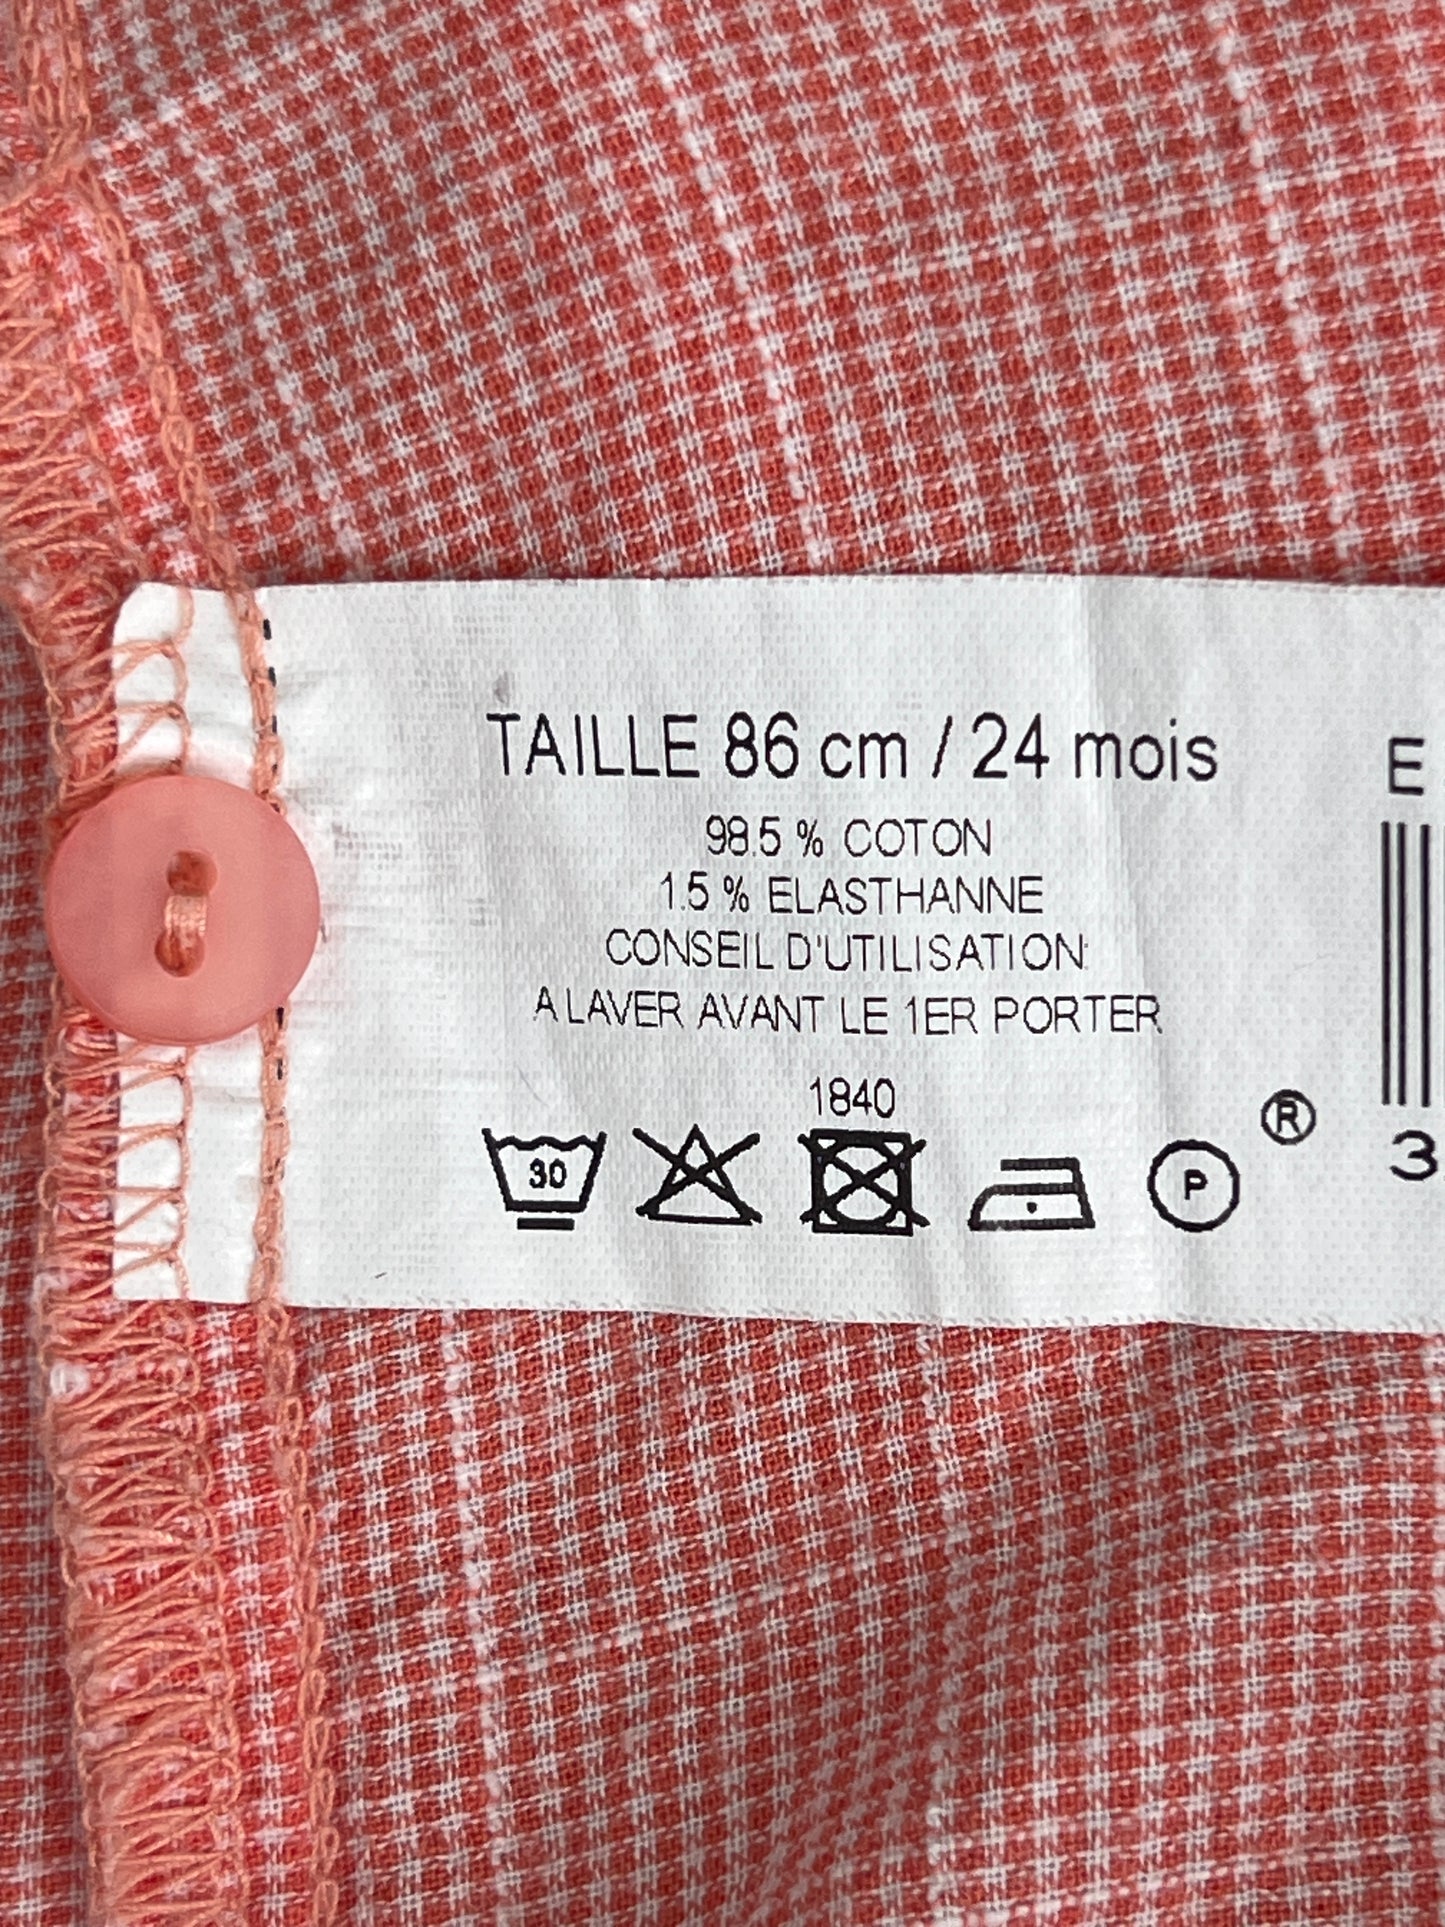 TAILLE 86 cm / 24 mois
98.5 % COTON
1.5 % ELASTHANNE
CONSEIL D'UTILISATION:
A LAVER AVANT LE 1ER PORTER
1840
30
P
®
E
3